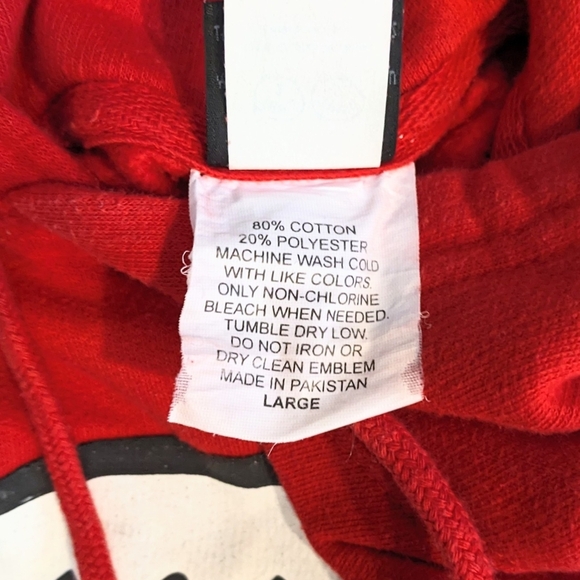 80% COTTON
20% POLYESTER
MACHINE WASH COLD
WITH LIKE COLORS.
ONLY NON-CHLORINE
BLEACH WHEN NEEDED.
TUMBLE DRY LOW.
DO NOT IRON OR
DRY CLEAN EMBLEM
MADE IN PAKISTAN
LARGE